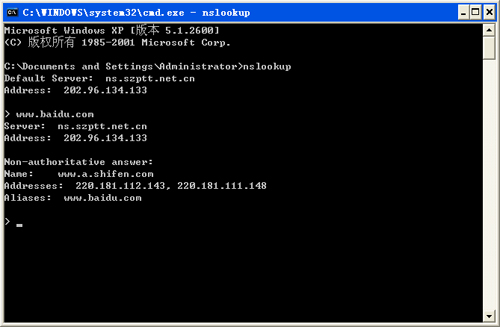 C:\WINDOWS\system32\cmd.exe - nslookup
Microsoft Windows XP [版本 5.1.2600]
(C) 版权所有 1985-2001 Microsoft Corp.
C:\Documents and Settings\Administrator>nslookup
Default Server:  ns.szptt.net.cn
Address:  202.96.134.133
> www.baidu.com
Server:  ns.szptt.net.cn
Address:  202.96.134.133
Non-authoritative answer:
Name:    www.a.shifen.com
Addresses:  220.181.112.143, 220.181.111.148
Aliases:  www.baidu.com
> _